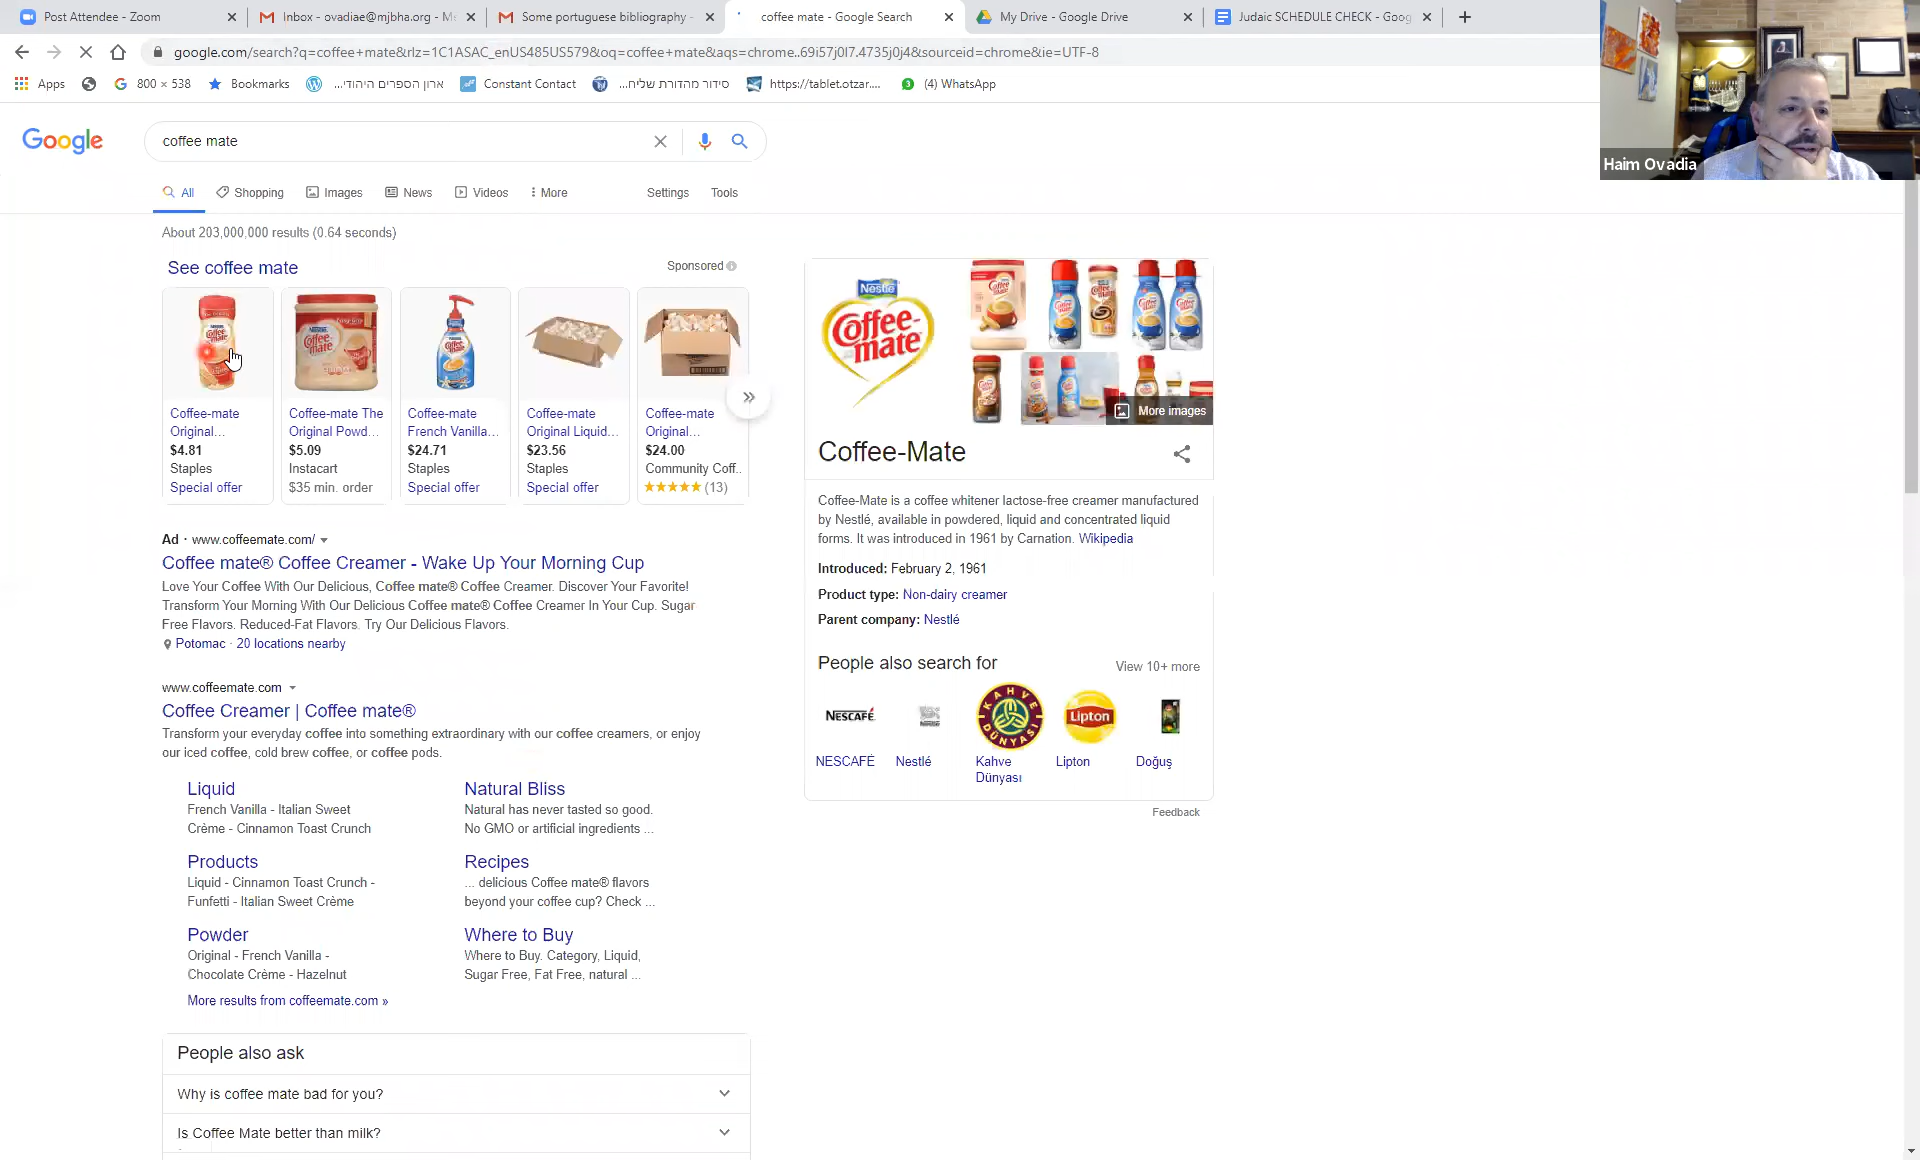 Post Attendee - Zoom
Inbox - ovadiae@mjbha.org - Me
Some portuguese bibliography -
coffee mate - Google Search
My Drive - Google Drive
Judaic SCHEDULE CHECK - Goog
google.com/search?q=coffee+mate&rlz=1C1ASAC_enUS485US579&oq=coffee+mate&aqs=chrome..69i57j0l7.4735j0j4&sourceid=chrome&ie=UTF-8
Apps
800 × 538
Bookmarks
ארון הספרים היהודי...
Constant Contact
סידור מהדורת שליח...
https://tablet.otzar....
(4) WhatsApp
Haim Ovadia
Google
coffee mate
All
Shopping
Images
News
Videos
More
Settings
Tools
About 203,000,000 results (0.64 seconds)
See coffee mate
Sponsored
Coffee-mate Original...
$4.81
Staples
Special offer
Coffee-mate The Original Powd...
$5.09
Instacart
$35 min. order
Coffee-mate French Vanilla...
$24.71
Staples
Special offer
Coffee-mate Original Liquid...
$23.56
Staples
Special offer
Coffee-mate Original...
$24.00
Community Coff..
(13)
Ad · www.coffeemate.com/
Coffee mate® Coffee Creamer - Wake Up Your Morning Cup
Love Your Coffee With Our Delicious, Coffee mate® Coffee Creamer. Discover Your Favorite!
Transform Your Morning With Our Delicious Coffee mate® Coffee Creamer In Your Cup. Sugar
Free Flavors. Reduced-Fat Flavors. Try Our Delicious Flavors.
Potomac · 20 locations nearby
www.coffeemate.com
Coffee Creamer | Coffee mate®
Transform your everyday coffee into something extraordinary with our coffee creamers, or enjoy
our iced coffee, cold brew coffee, or coffee pods.
Liquid
French Vanilla - Italian Sweet
Crème - Cinnamon Toast Crunch
Natural Bliss
Natural has never tasted so good.
No GMO or artificial ingredients ...
Products
Liquid - Cinnamon Toast Crunch -
Funfetti - Italian Sweet Crème
Recipes
... delicious Coffee mate® flavors
beyond your coffee cup? Check ...
Powder
Original - French Vanilla -
Chocolate Crème - Hazelnut
Where to Buy
Where to Buy. Category, Liquid,
Sugar Free, Fat Free, natural ...
More results from coffeemate.com »
People also ask
Why is coffee mate bad for you?
Is Coffee Mate better than milk?
Nestlé
Coffee-mate
More images
Coffee-Mate
Coffee-Mate is a coffee whitener lactose-free creamer manufactured
by Nestlé, available in powdered, liquid and concentrated liquid
forms. It was introduced in 1961 by Carnation. Wikipedia
Introduced: February 2, 1961
Product type: Non-dairy creamer
Parent company: Nestlé
People also search for
View 10+ more
NESCAFÉ.
KAHVE DÜNYASI
Lipton
NESCAFÉ
Nestlé
Kahve Dünyası
Lipton
Doğuş
Feedback